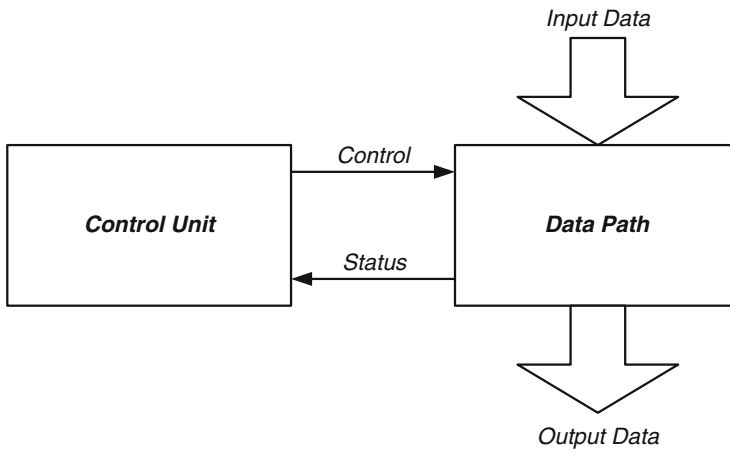 Input Data
Control
Control Unit
Data Path
Status
Output Data